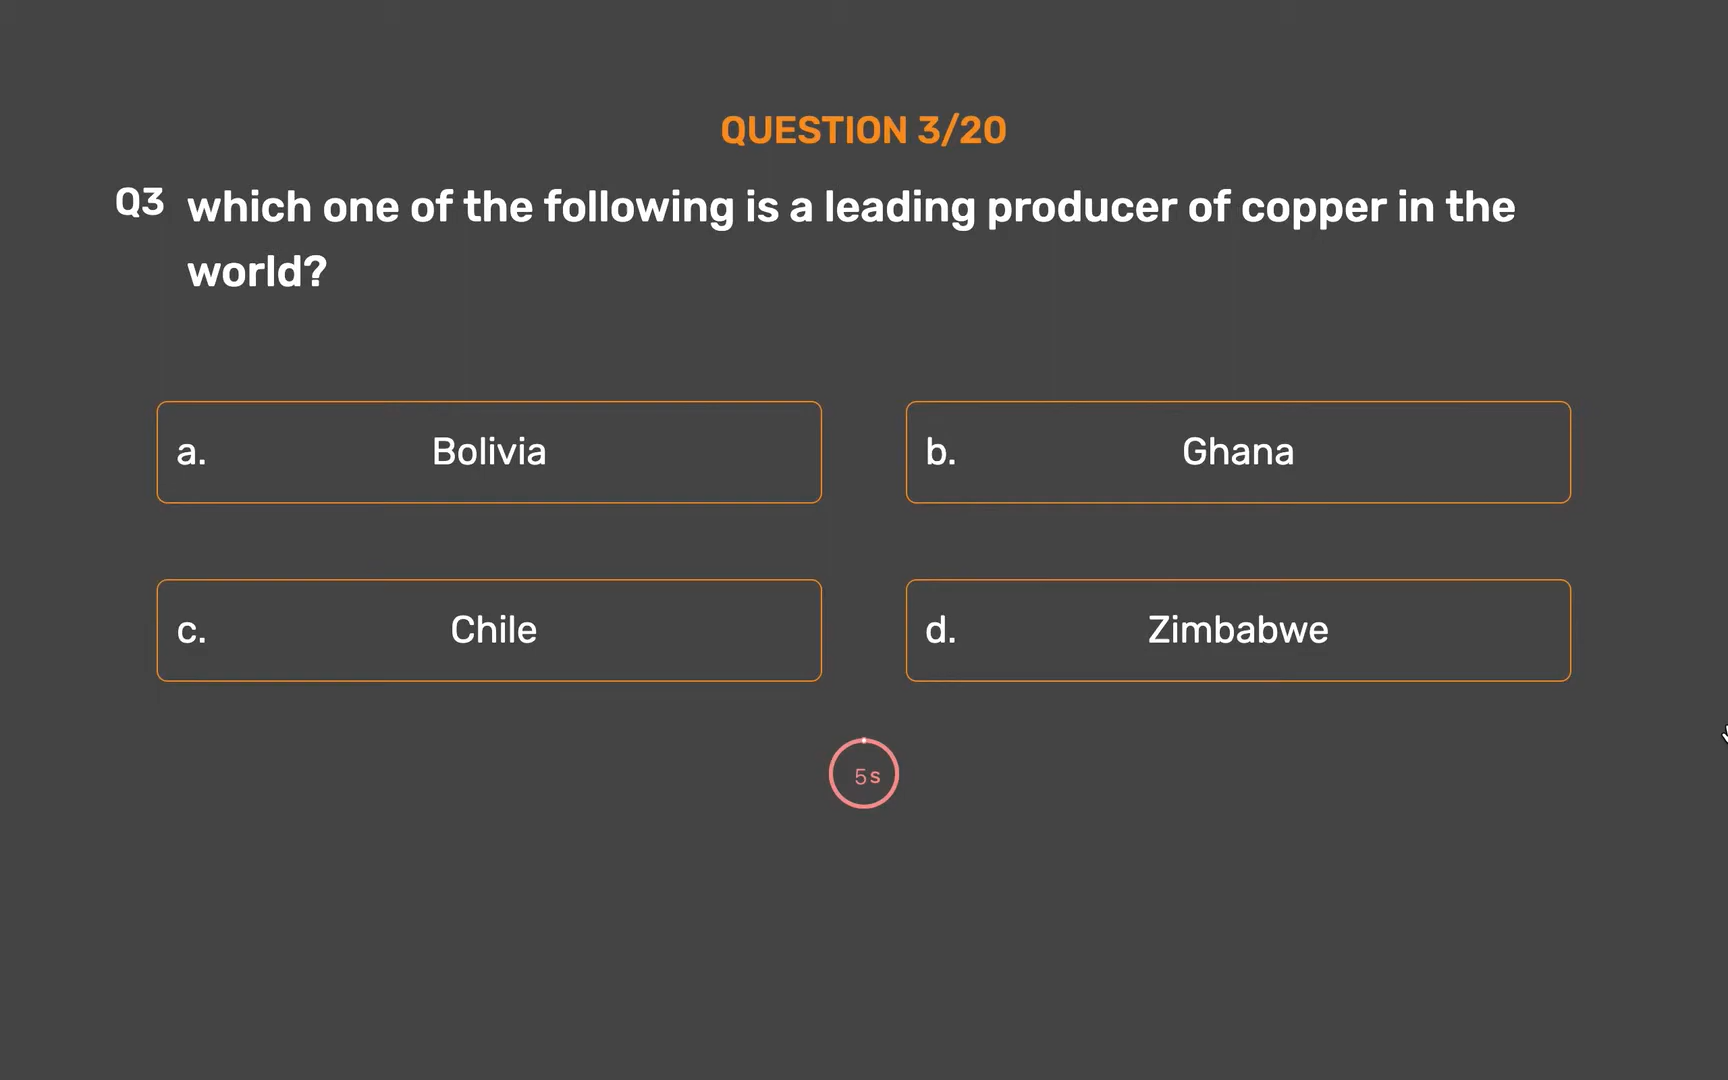 QUESTION 3/20
Q3 which one of the following is a leading producer of copper in the
world?
a. Bolivia
b. Ghana
c. Chile
d. Zimbabwe
5s